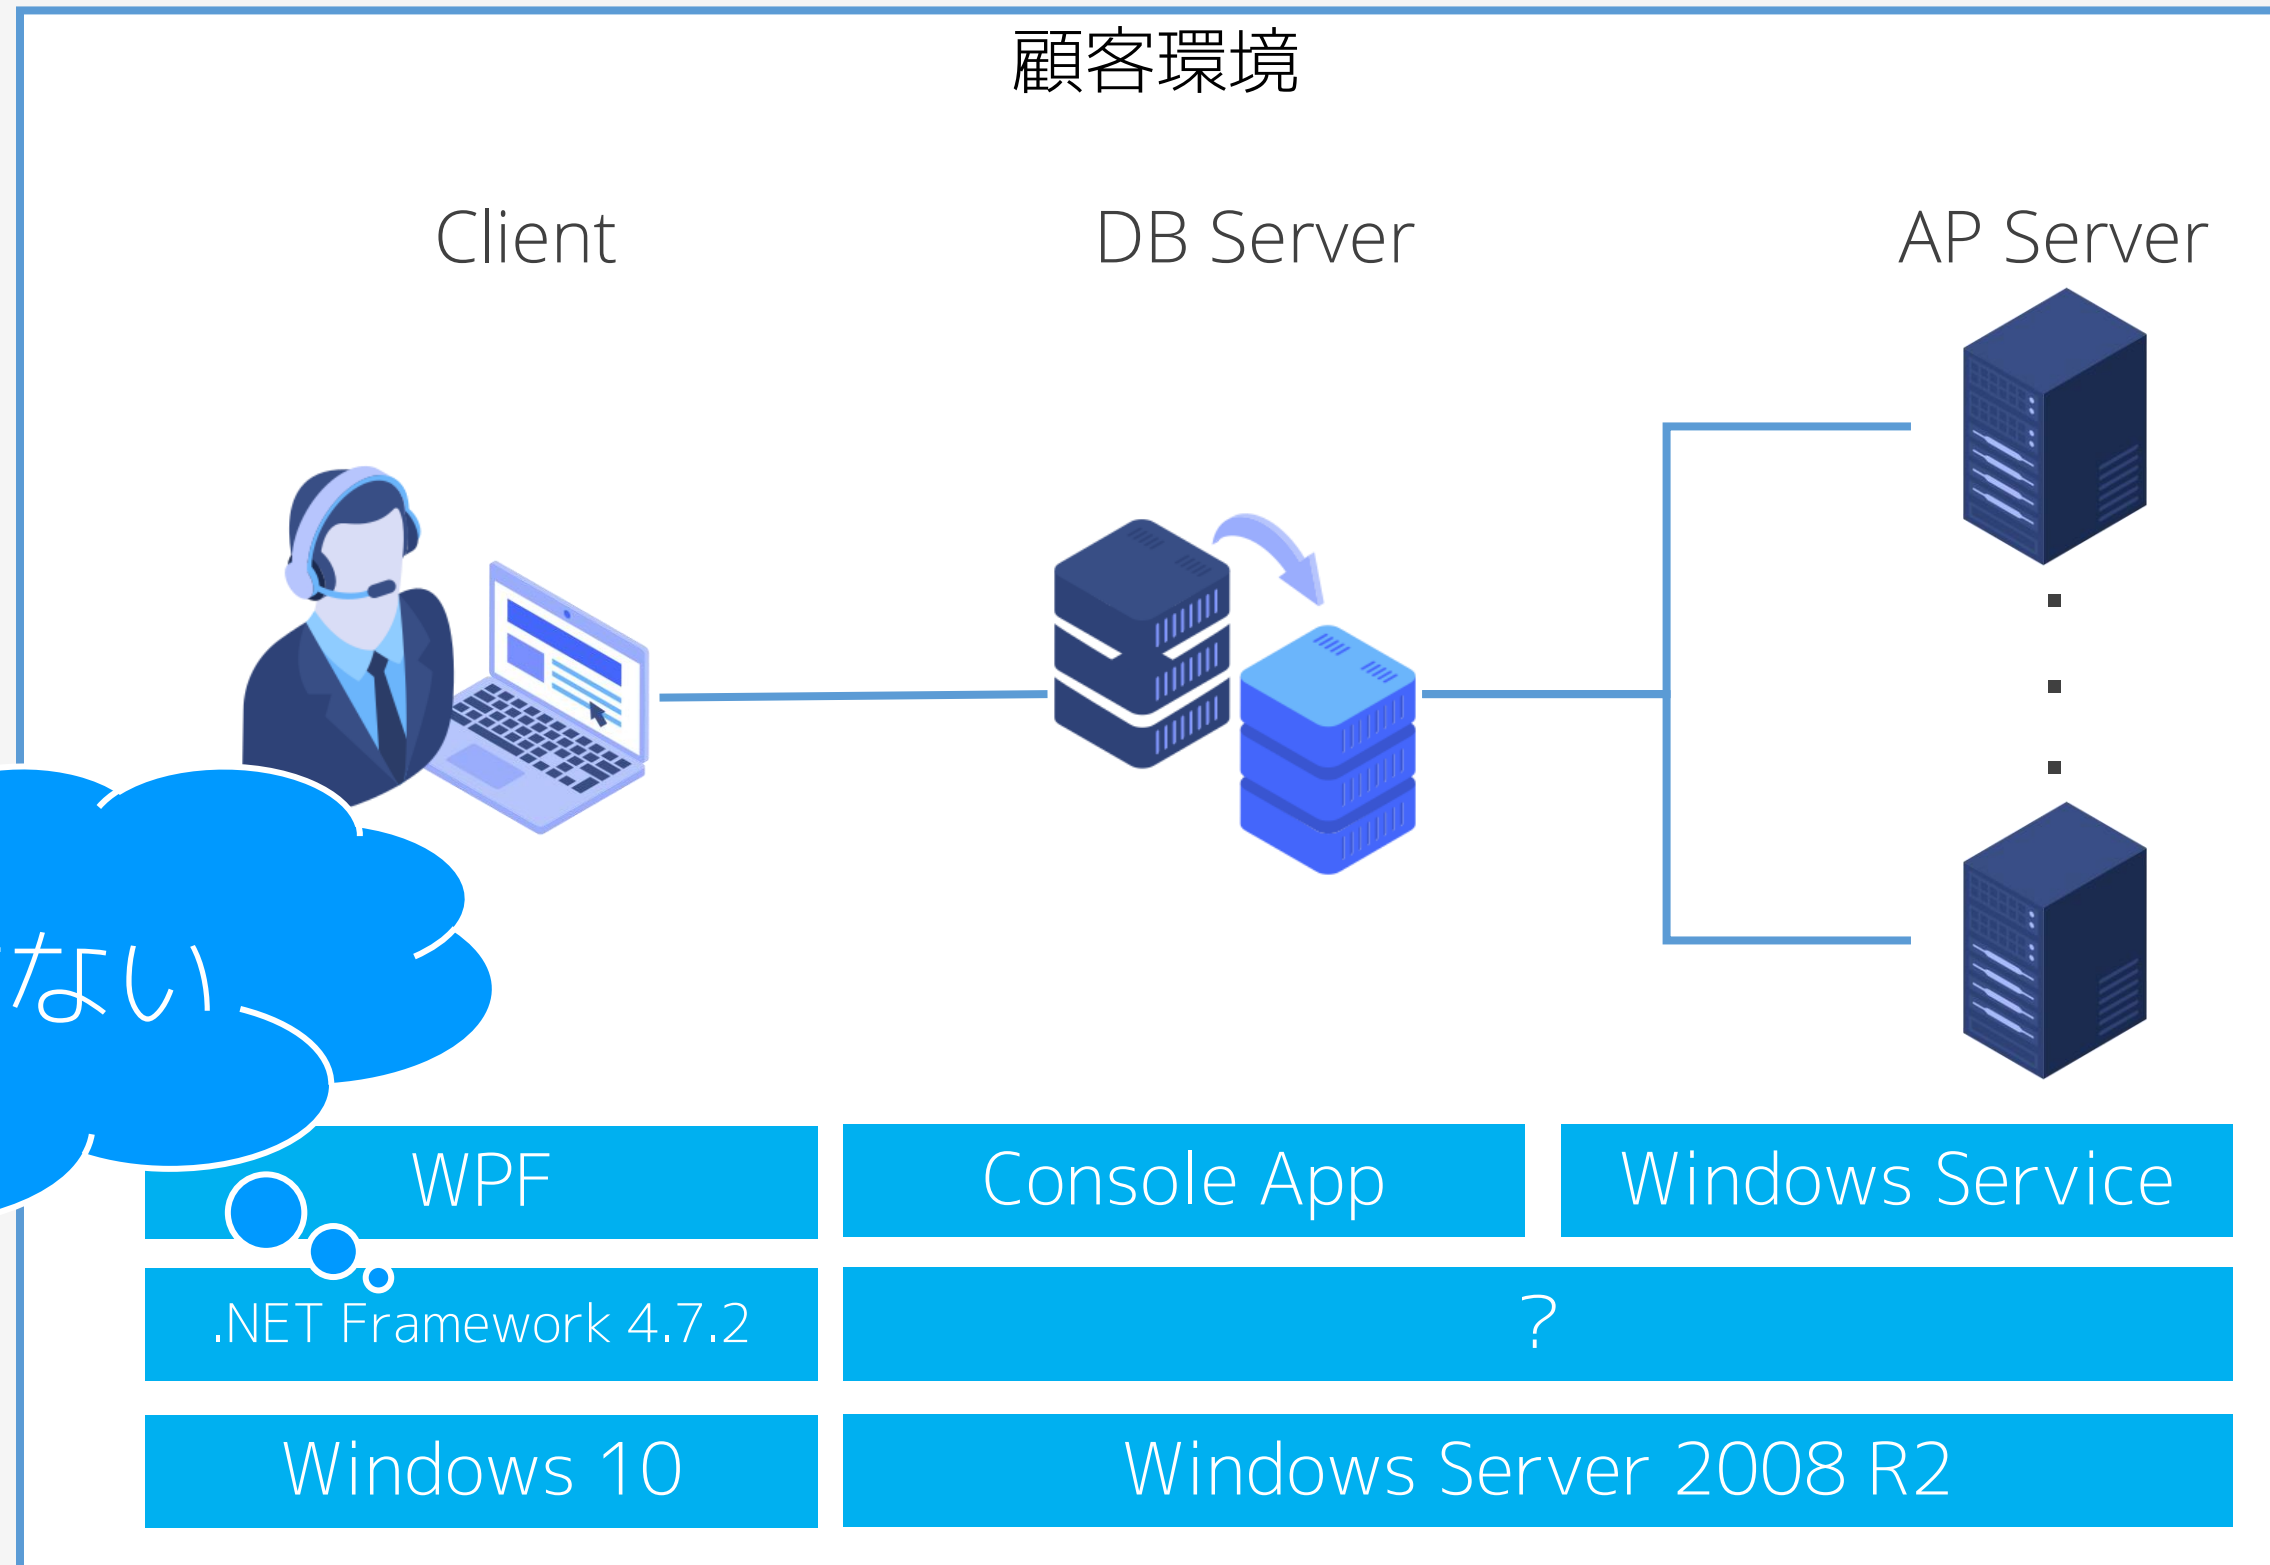 顧客環境
Client
DB Server
AP Server
ない
WPF
Console App
Windows Service
.NET Framework 4.7.2
?
Windows 10
Windows Server 2008 R2